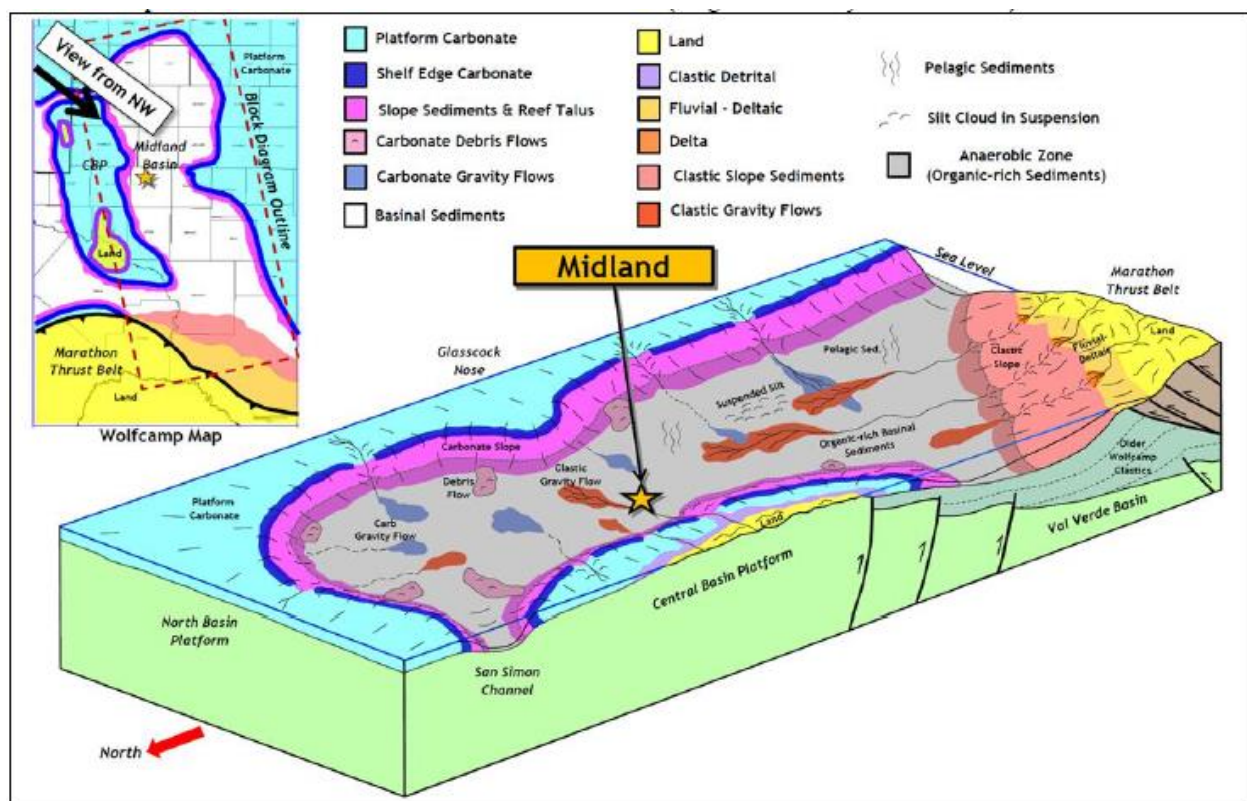 View from NW
Platform
Carbonate
Block Diagram Outline
CBP
Midland
Basin
Land
Marathon
Thrust Belt
Land
Wolfcamp Map
Platform Carbonate
Shelf Edge Carbonate
Slope Sediments & Reef Talus
Carbonate Debris Flows
Carbonate Gravity Flows
Basinal Sediments
Land
Clastic Detrital
Fluvial - Deltaic
Delta
Clastic Slope Sediments
Clastic Gravity Flows
Pelagic Sediments
Silt Cloud in Suspension
Anaerobic Zone
(Organic-rich Sediments)
Midland
Sea Level
Marathon
Thrust Belt
Glasscock
Nose
Pelagic Sed.
Clastic
Slope
Fluvial-
Deltaic
Land
Suspended Silt
Organic-rich Basinal
Sediments
Carbonate Slope
Debris
Flow
Clastic
Gravity Flow
Older
Wolfcamp
Clastics
Platform
Carbonate
Carb
Gravity Flow
Land
Central Basin Platform
Val Verde Basin
North Basin
Platform
San Simon
Channel
North